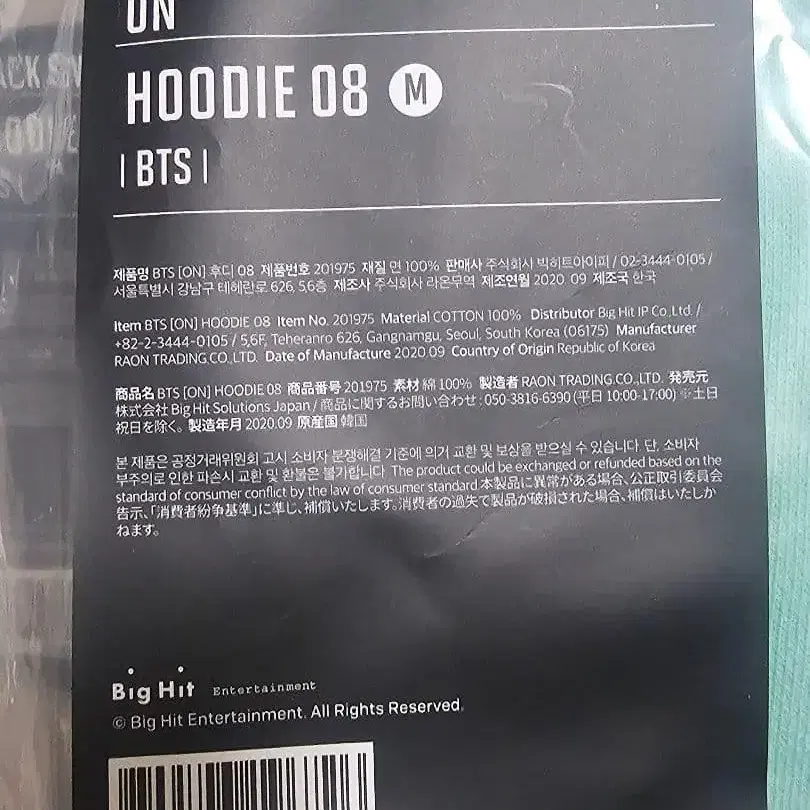 ON
HOODIE 08 M
| BTS |
제품명 BTS [ON] 후디 08 제품번호 201975 재질 면 100% 판매사 주식회사 빅히트아이피 / 02-3444-0105 /
서울특별시 강남구 테헤란로 626, 5,6층 제조사 주식회사 라온무역 제조연월 2020. 09 제조국 한국
Item BTS [ON] HOODIE 08 Item No. 201975 Material COTTON 100% Distributor Big Hit IP Co.,Ltd. /
+82-2-3444-0105 / 5,6F, Teheranro 626, Gangnamgu, Seoul, South Korea (06175) Manufacturer
RAON TRADING.CO.,LTD. Date of Manufacture 2020.09 Country of Origin Republic of Korea
商品名 BTS [ON] HOODIE 08 商品番号 201975 素材 綿 100% 製造者 RAON TRADING.CO.,LTD. 発売元
株式会社 Big Hit Solutions Japan / 商品に関するお問い合わせ : 050-3816-6390 (平日 10:00-17:00) ※土日
祝日を除く。 製造年月 2020.09 原産国 韓国
본 제품은 공정거래위원회 고시 소비자 분쟁해결 기준에 의거 교환 및 보상을 받으실 수 있습니다. 단, 소비자
부주의로 인한 파손시 교환 및 환불은 불가합니다. The product could be exchanged or refunded based on the
standard of consumer conflict by the law of consumer standard 本製品に異常がある場合、公正取引委員会
告示、「消費者紛争基準」に準じ、補償いたします。消費者の過失で製品が破損された場合、補償はいたしか
ねます。
Big Hit Entertainment
© Big Hit Entertainment. All Rights Reserved.